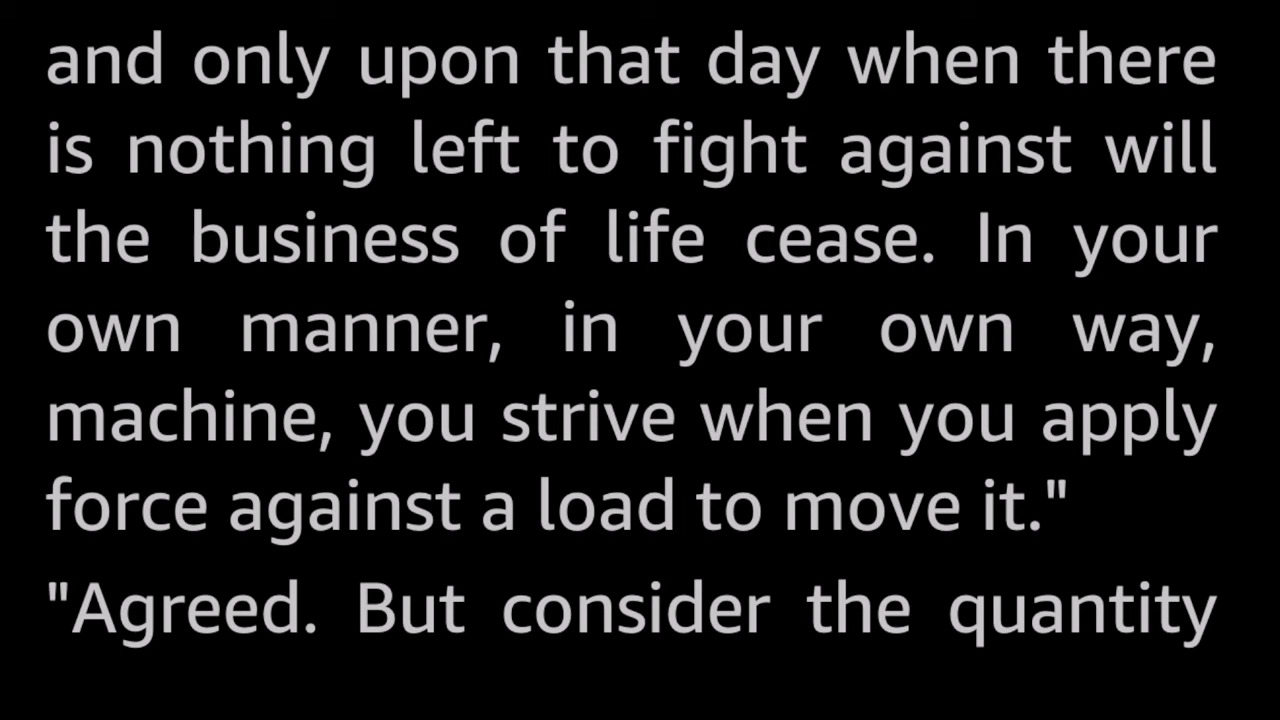 and only upon that day when there
is nothing left to fight against will
the business of life cease. In your
own manner, in your own way,
machine, you strive when you apply
force against a load to move it."
"Agreed. But consider the quantity